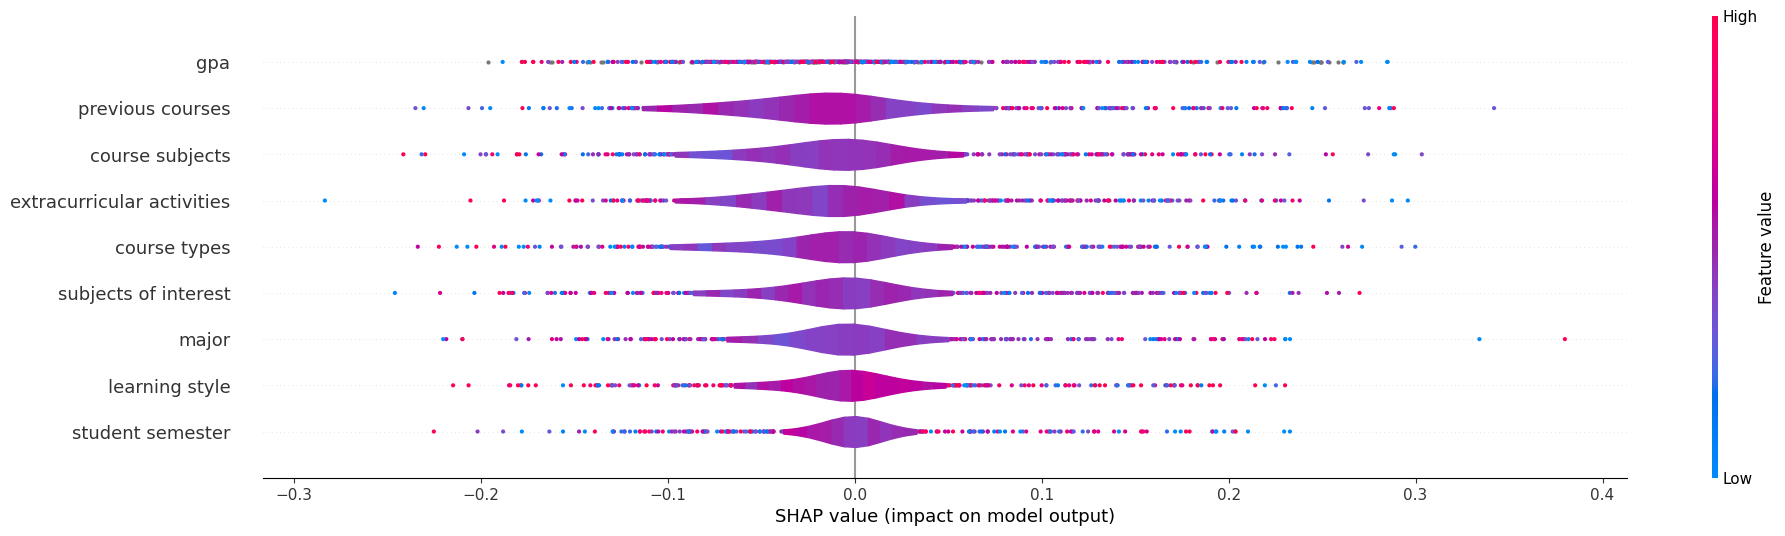 gpa
previous courses
course subjects
extracurricular activities
course types
subjects of interest
major
learning style
student semester
−0.3 −0.2 −0.1 0.0 0.1 0.2 0.3 0.4
SHAP value (impact on model output)
High
Feature value
Low